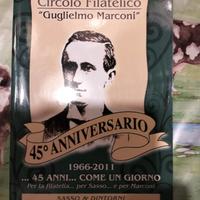 Circolo Filatelico
"Guglielmo Marconi"
45° ANNIVERSARIO
1966-2011
... 45 ANNI... COME UN GIORNO
Per la filatelia... per Sasso... e per Marconi
SASSO & DINTORNI